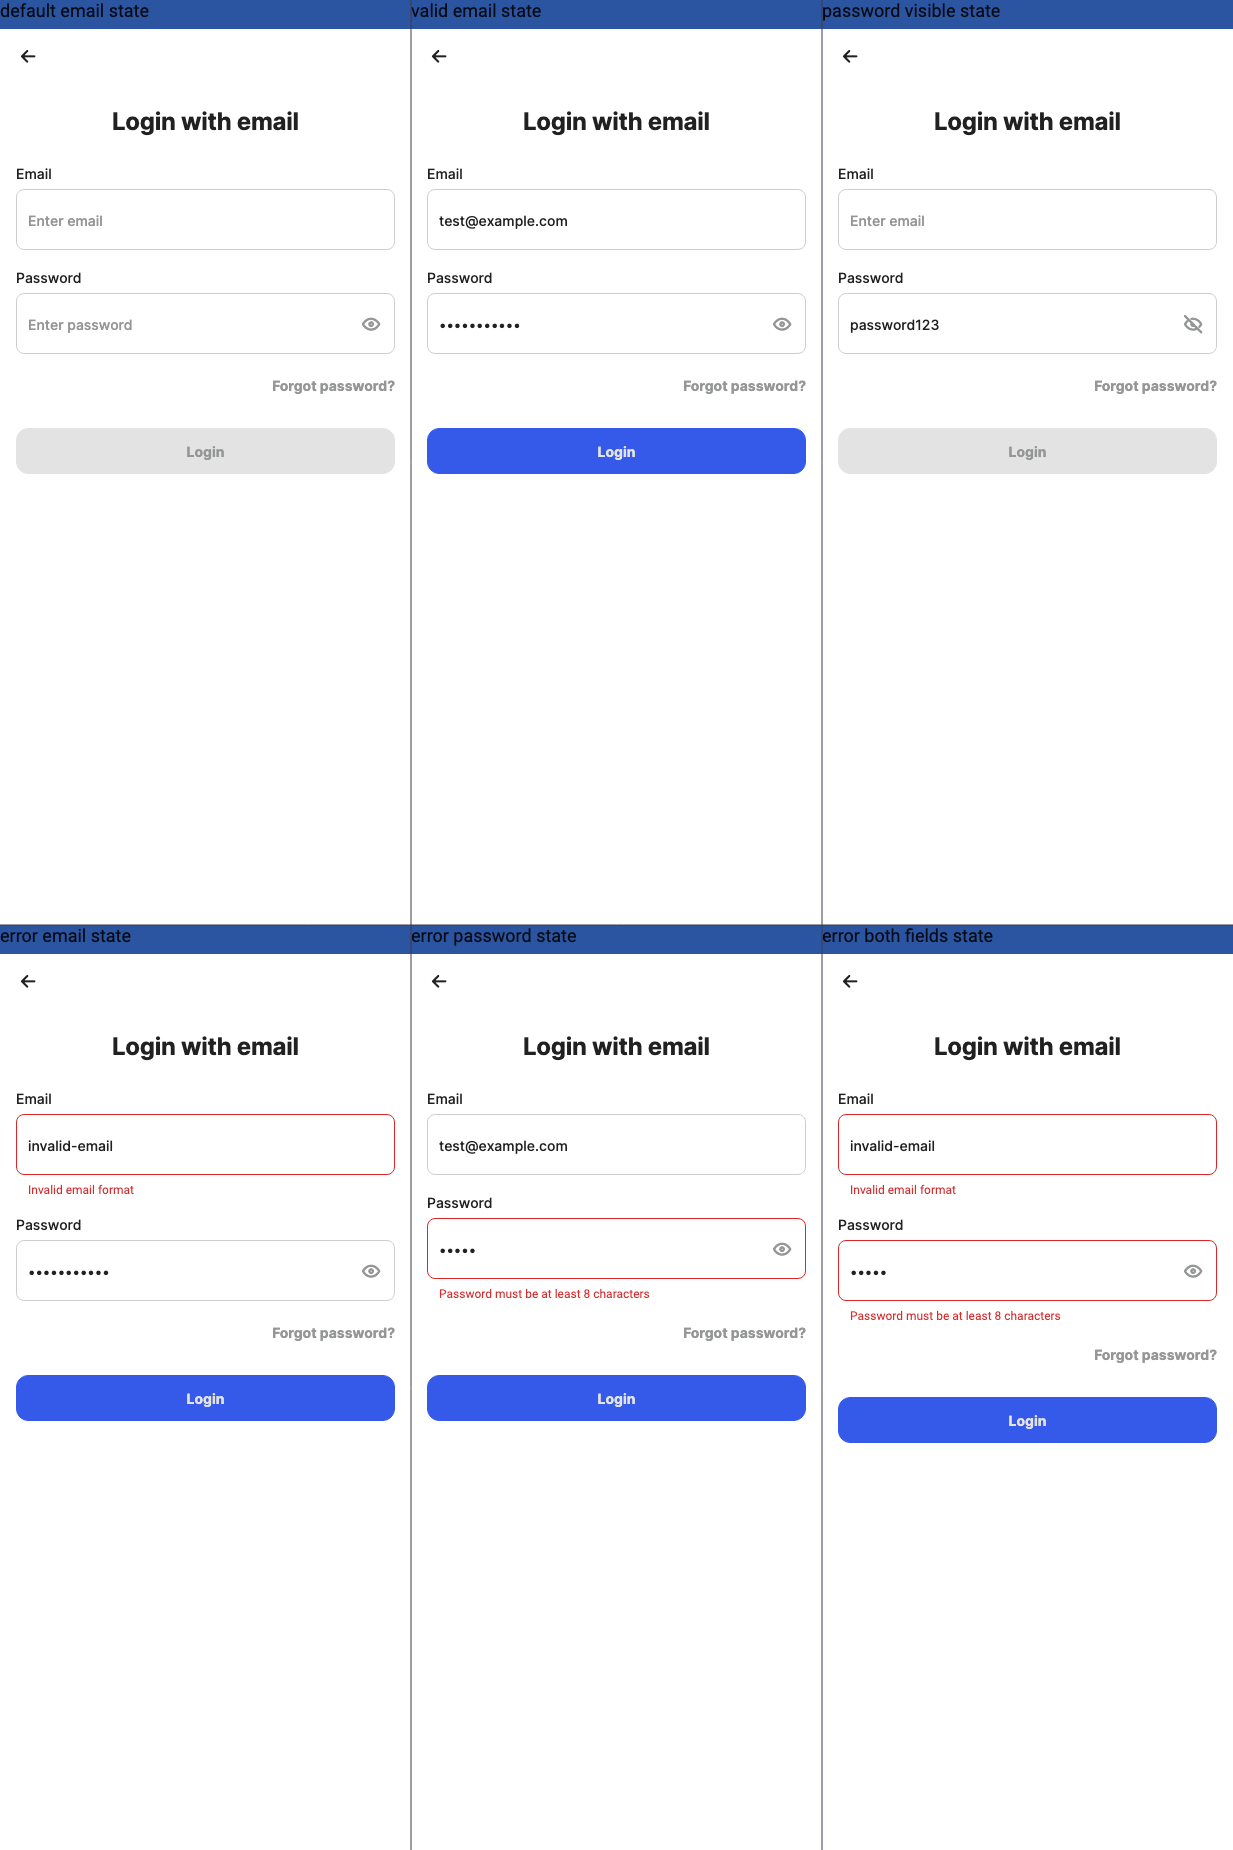 default email state
Login with email
Email
Enter email
Password
Enter password
Forgot password?
Login
valid email state
Login with email
Email
test@example.com
Password
•••••••••••
Forgot password?
Login
password visible state
Login with email
Email
Enter email
Password
password123
Forgot password?
Login
error email state
Login with email
Email
invalid-email
Invalid email format
Password
•••••••••••
Forgot password?
Login
error password state
Login with email
Email
test@example.com
Password
•••••
Password must be at least 8 characters
Forgot password?
Login
error both fields state
Login with email
Email
invalid-email
Invalid email format
Password
•••••
Password must be at least 8 characters
Forgot password?
Login